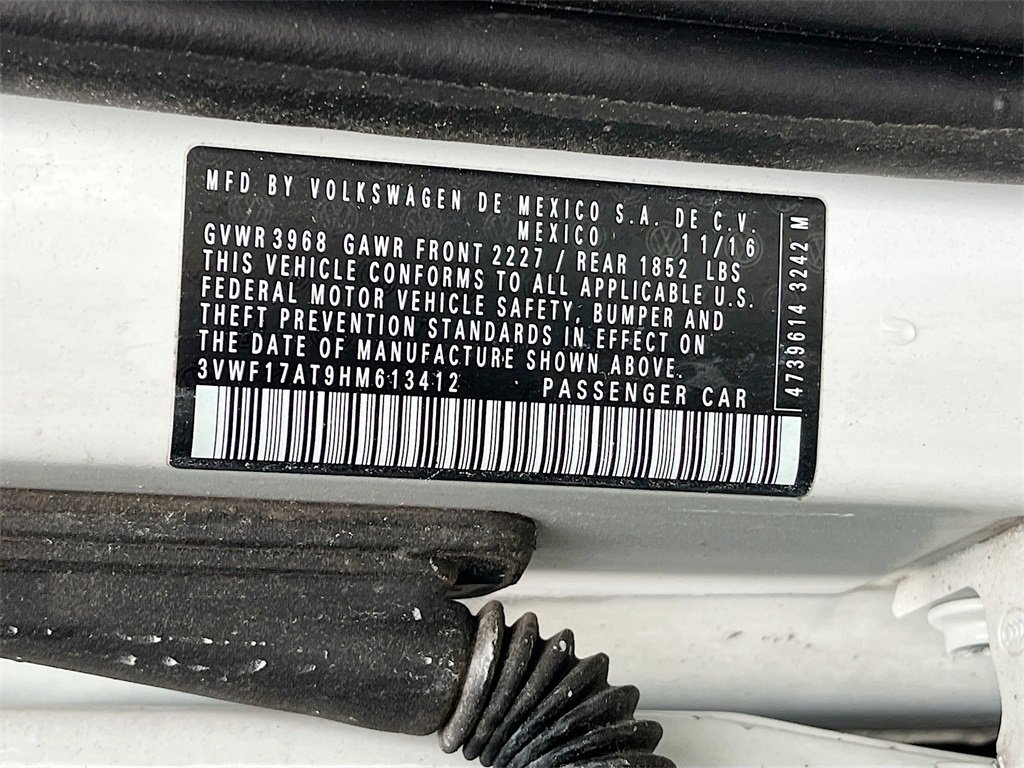 MFD BY VOLKSWAGEN DE MEXICO S.A. DE C.V.
MEXICO 11/16
GVWR 3968 GAWR FRONT 2227 / REAR 1852 LBS
THIS VEHICLE CONFORMS TO ALL APPLICABLE U.S.
FEDERAL MOTOR VEHICLE SAFETY, BUMPER AND
THEFT PREVENTION STANDARDS IN EFFECT ON
THE DATE OF MANUFACTURE SHOWN ABOVE.
3VWF17AT9HM613412 PASSENGER CAR
4739614 3242 M